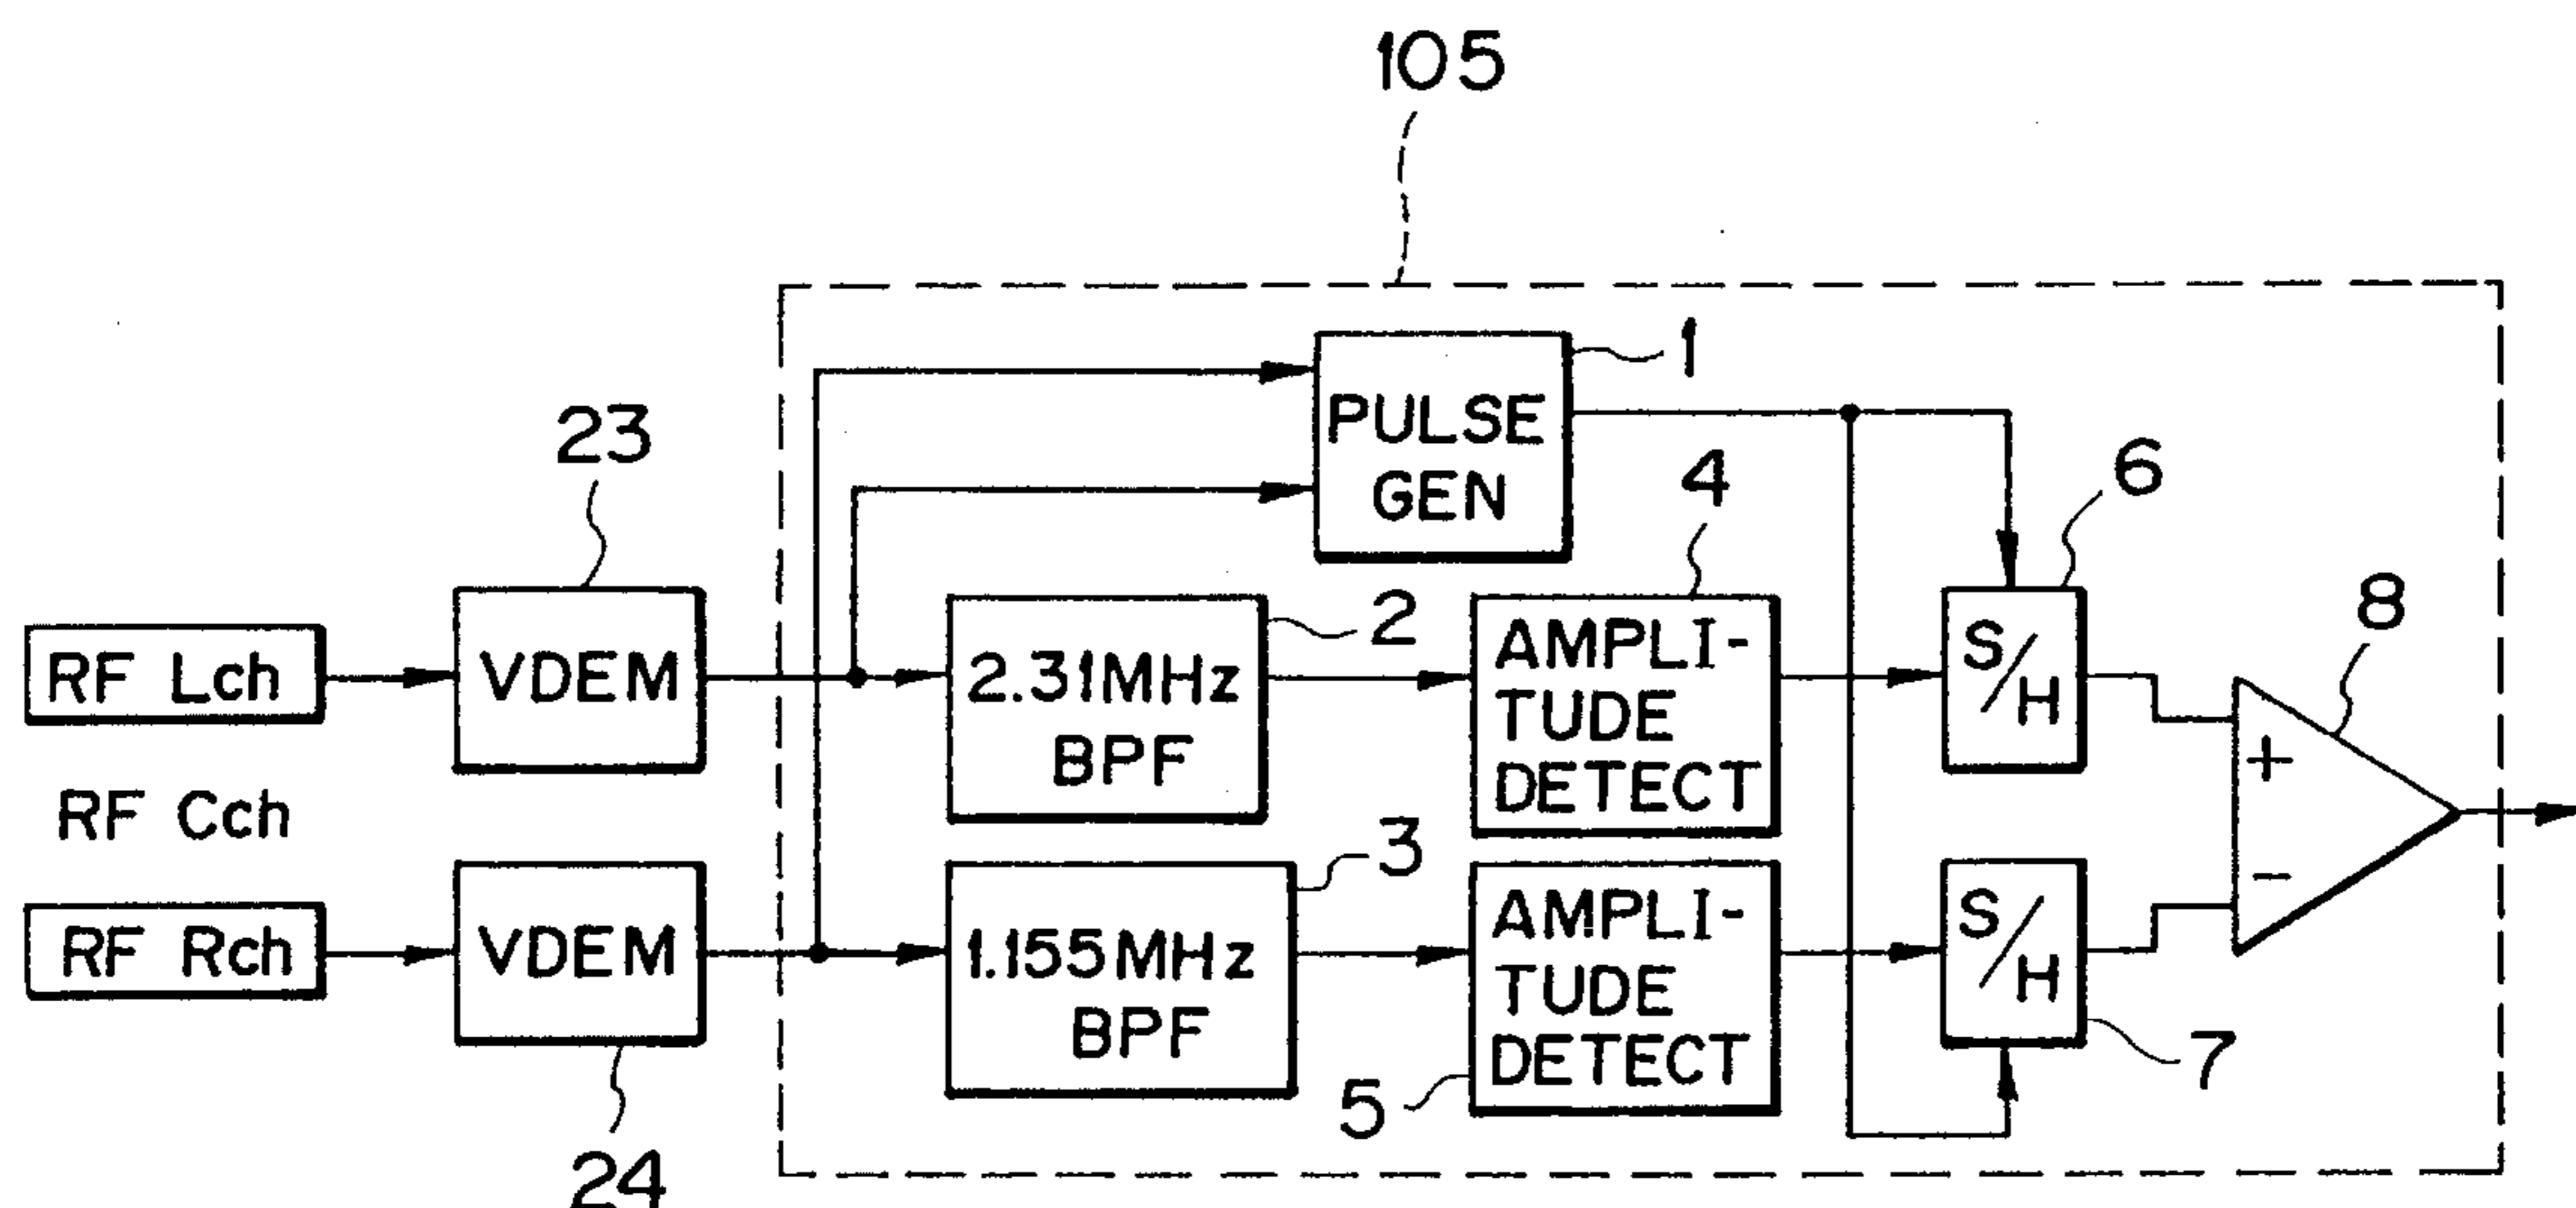 105
1
PULSE
GEN
23
4
6
2
8
RF Lch
VDEM
2.31MHz
BPF
AMPLI-
TUDE
DETECT
S/H
+
RF Cch
3
-
RF Rch
VDEM
1.155MHz
BPF
AMPLI-
TUDE
DETECT
S/H
5
7
24